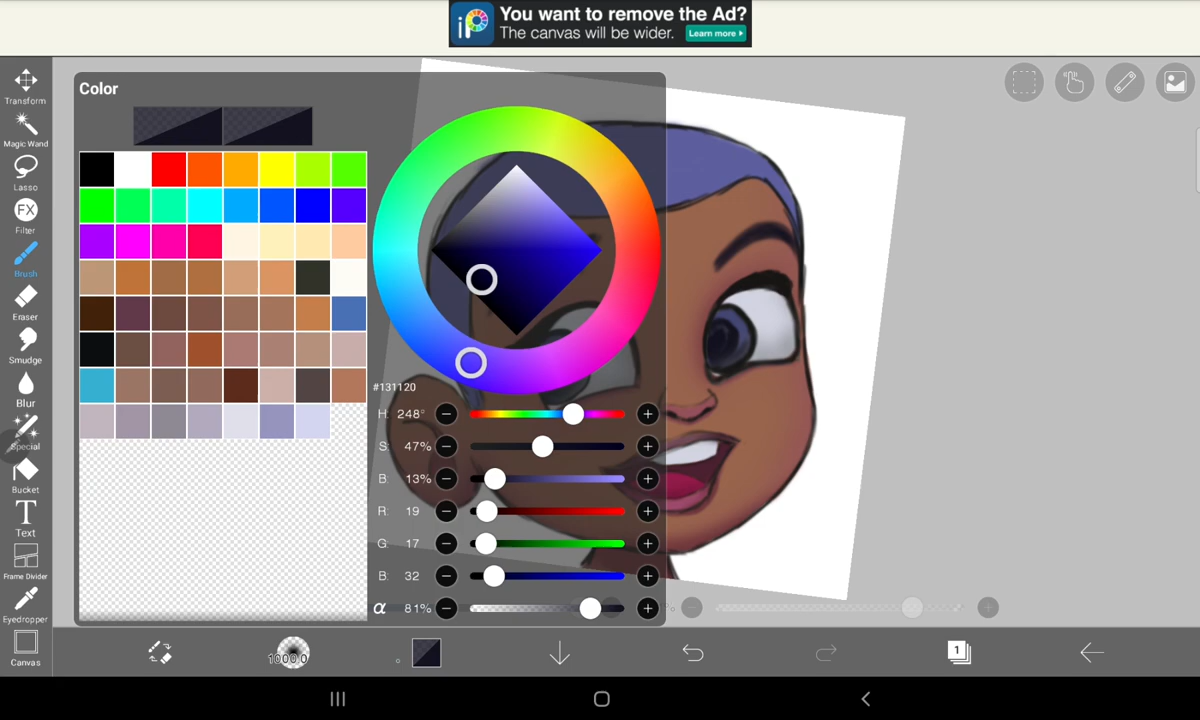 iP
You want to remove the Ad?
The canvas will be wider.
Learn more
Transform
Magic Wand
Lasso
FX
Filter
Brush
Eraser
Smudge
Blur
Special
Bucket
T
Text
Frame Divider
Eyedropper
Canvas
Color
#131120
H: 248°
S: 47%
B: 13%
R: 19
G: 17
B: 32
α 81%
1000.0
1